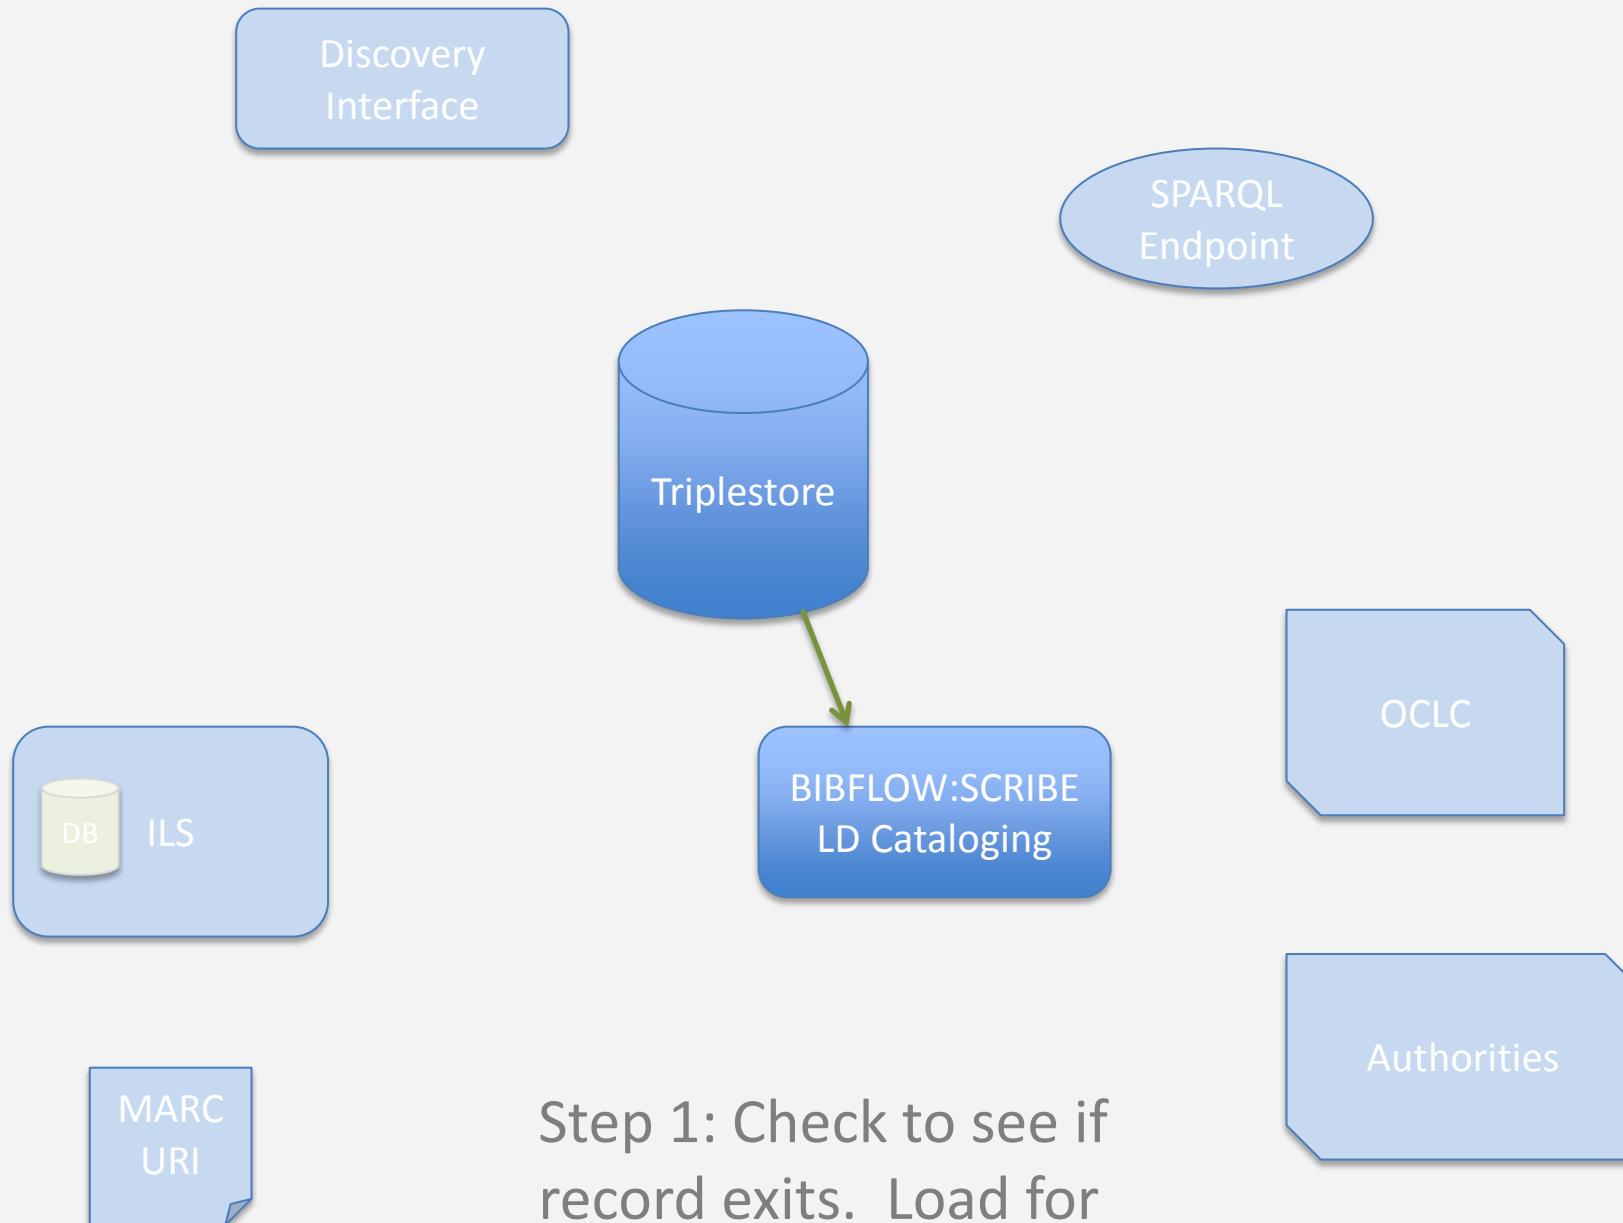 Discovery
Interface
SPARQL
Endpoint
Triplestore
OCLC
BIBFLOW:SCRIBE
LD Cataloging
DB
ILS
Authorities
MARC
URI
Step 1: Check to see if
record exits. Load for